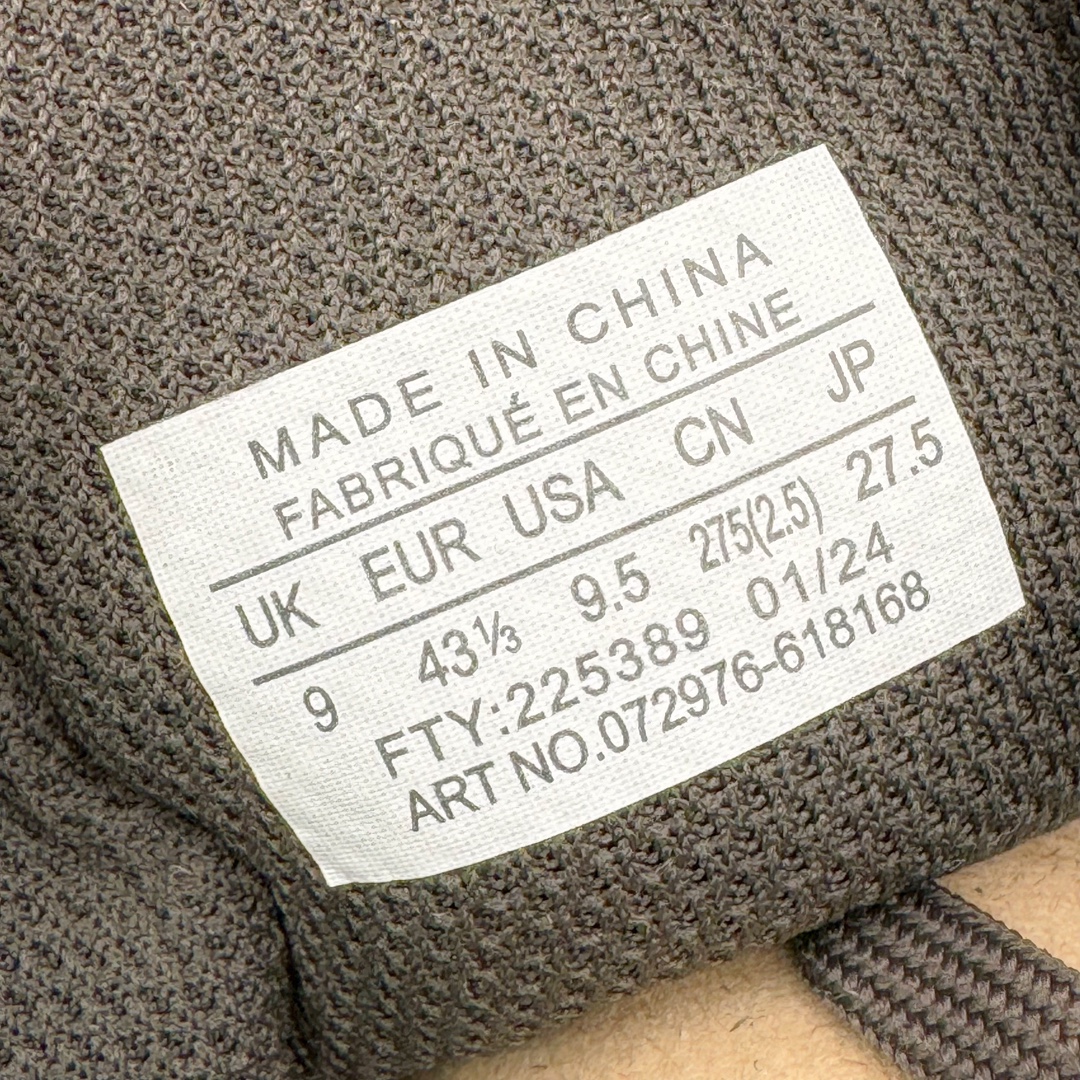 MADE IN CHINA
FABRIQUÉ EN CHINE
UK EUR USA CN JP
9 43⅓ 9.5 275(2.5) 27.5
FTY:225389 01/24
ART NO.072976-618168